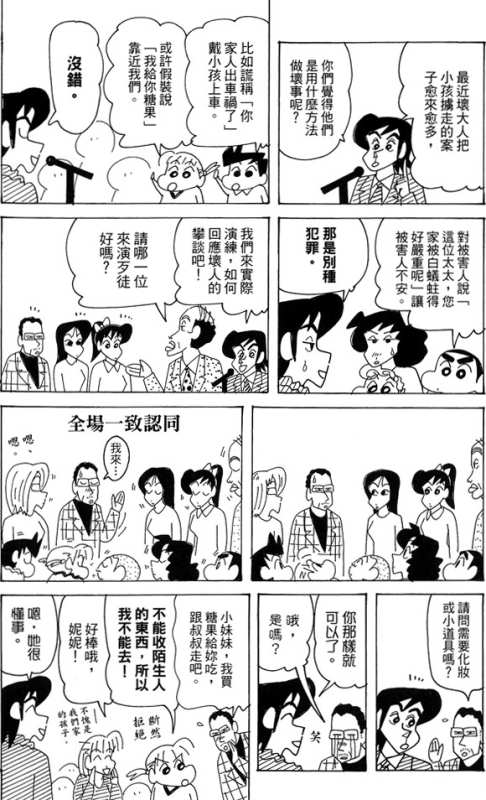 最近壞大人把
小孩擄走的案
子愈來愈多，
你們覺得他們
是用什麼方法
做壞事呢？
比如謊稱「你
家人出車禍了」
戴小孩上車。
或許假裝說
「我給你糖果」
靠近我們。
沒錯。
對被害人說「
這位太太，您
家被白蟻蛀得
好嚴重呢」讓
被害人不安。
那是別種
犯罪。
我們來實際
演練，如何
回應壞人的
攀談吧！
請哪一位
來演歹徒
好嗎？
全場一致認同
我來…
嗯、
嗯。
請問需要化妝
或小道具嗎？
你那樣就
可以了。
哦，
是嗎？
小妹妹，我買
糖果給妳吃，
跟叔叔走吧。
不能收陌生人
的東西，所以
我不能去！
斷然
拒絕
好棒哦，
妮妮！
不愧是
我們家
的孩子。
嗯，她很
懂事。